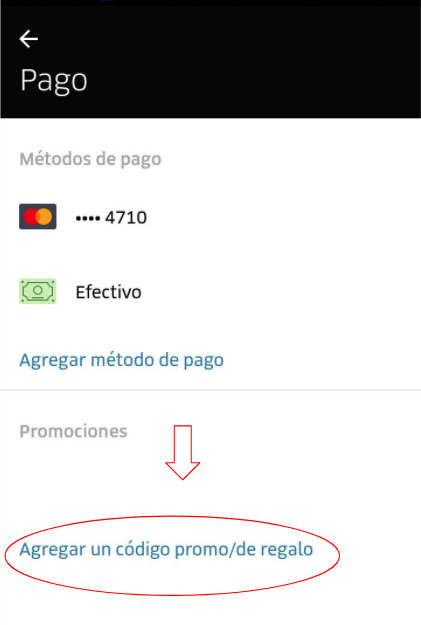 Pago
Métodos de pago
•••• 4710
Efectivo
Agregar método de pago
Promociones
Agregar un código promo/de regalo